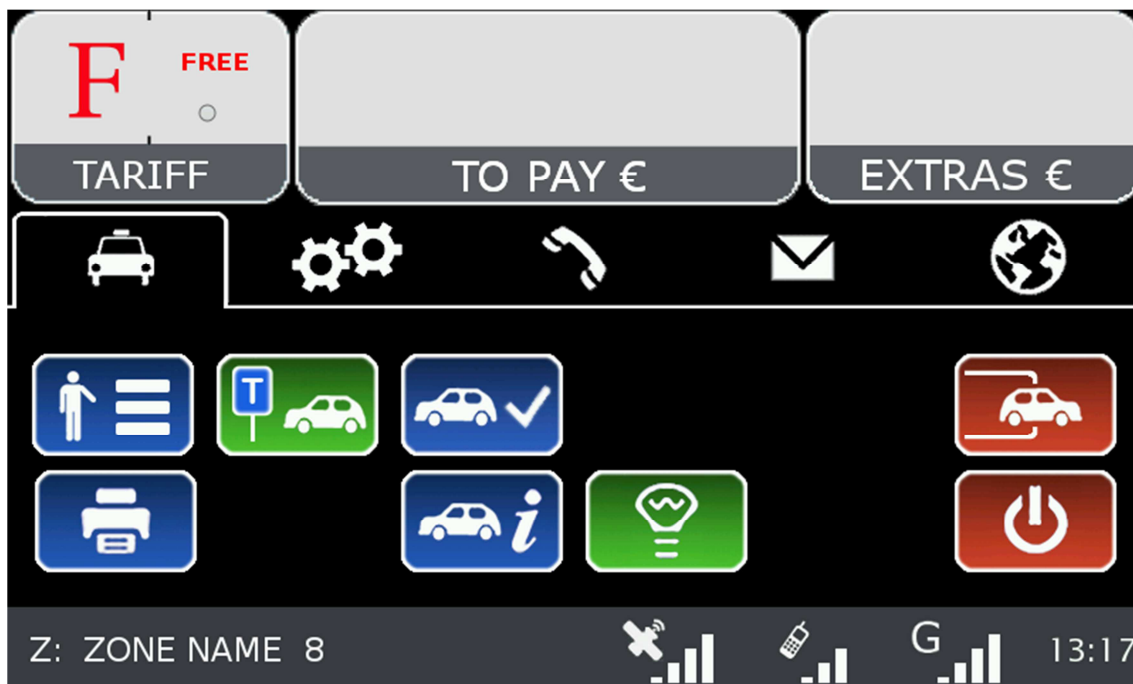 F FREE
TARIFF
TO PAY €
EXTRAS €
T
i
Z: ZONE NAME 8
G
13:17